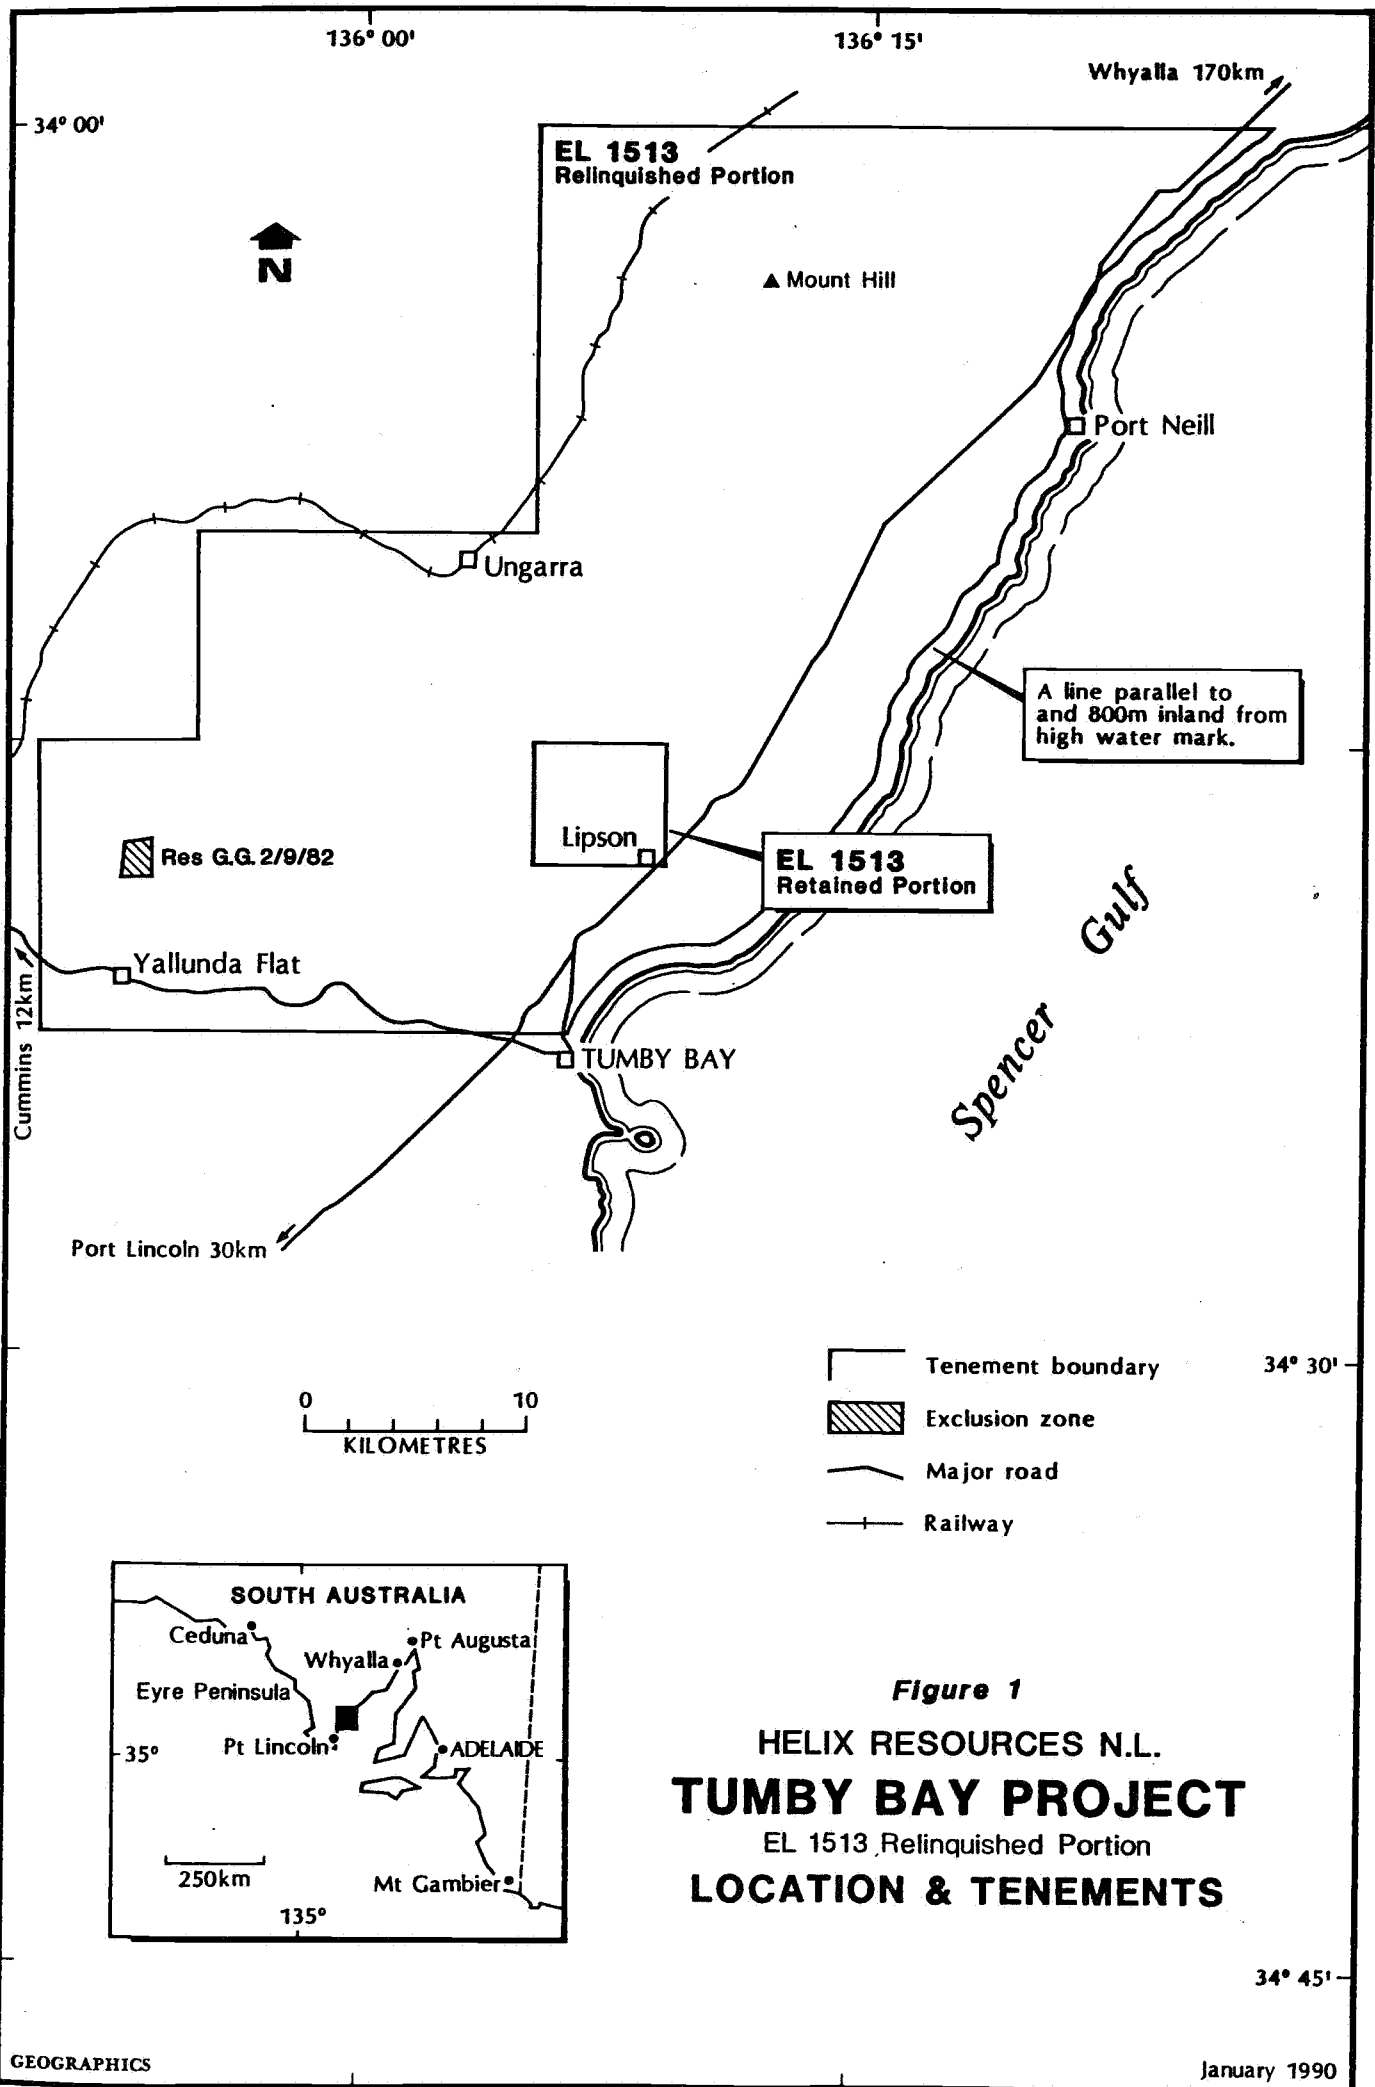 136° 00'
136° 15'
Whyalla 170km
34° 00'
EL 1513
Relinquished Portion
N
Mount Hill
Port Neill
Ungarra
A line parallel to
and 800m inland from
high water mark.
Lipson
Res G.G. 2/9/82
EL 1513
Retained Portion
Spencer Gulf
Yallunda Flat
Cummins 12km
TUMBY BAY
Port Lincoln 30km
Tenement boundary
34° 30'
0 10
KILOMETRES
Exclusion zone
Major road
Railway
SOUTH AUSTRALIA
Ceduna
Pt Augusta
Whyalla
Eyre Peninsula
Pt Lincoln
35°
ADELAIDE
250km
Mt Gambier
135°
Figure 1
HELIX RESOURCES N.L.
TUMBY BAY PROJECT
EL 1513 Relinquished Portion
LOCATION & TENEMENTS
34° 45'
GEOGRAPHICS
January 1990